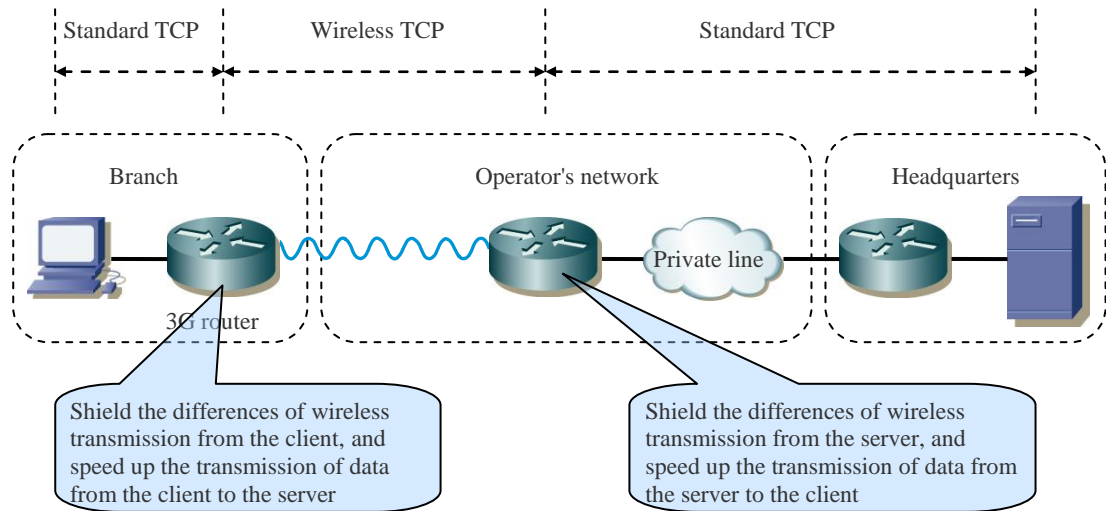 Standard TCP
Wireless TCP
Standard TCP
Branch
Operator's network
Headquarters
Private line
3G router
Shield the differences of wireless
transmission from the client, and
speed up the transmission of data
from the client to the server
Shield the differences of wireless
transmission from the server, and
speed up the transmission of data from
the server to the client